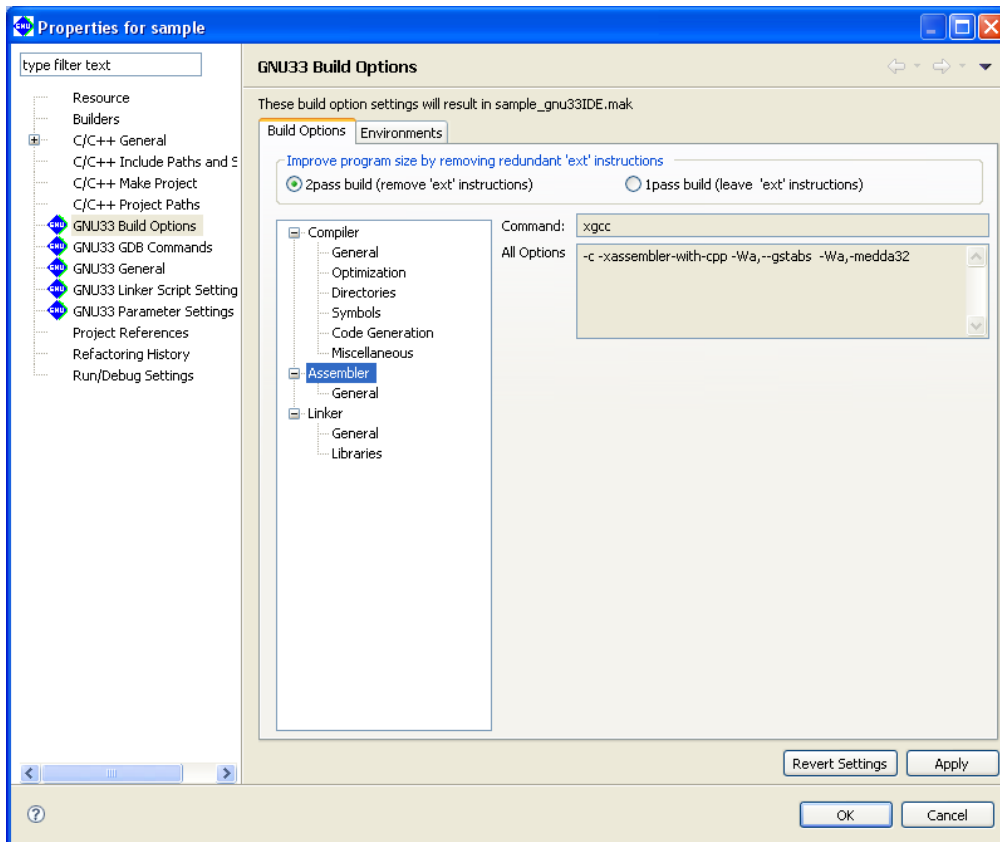 Properties for sample
type filter text
Resource
Builders
C/C++ General
C/C++ Include Paths and S
C/C++ Make Project
C/C++ Project Paths
GNU33 Build Options
GNU33 GDB Commands
GNU33 General
GNU33 Linker Script Setting
GNU33 Parameter Settings
Project References
Refactoring History
Run/Debug Settings
GNU33 Build Options
These build option settings will result in sample_gnu33IDE.mak
Build Options Environments
Improve program size by removing redundant 'ext' instructions
2pass build (remove 'ext' instructions) 1pass build (leave 'ext' instructions)
Compiler
General
Optimization
Directories
Symbols
Code Generation
Miscellaneous
Assembler
General
Linker
General
Libraries
Command: xgcc
All Options -c -xassembler-with-cpp -Wa,--gstabs -Wa,-medda32
Revert Settings Apply
OK Cancel